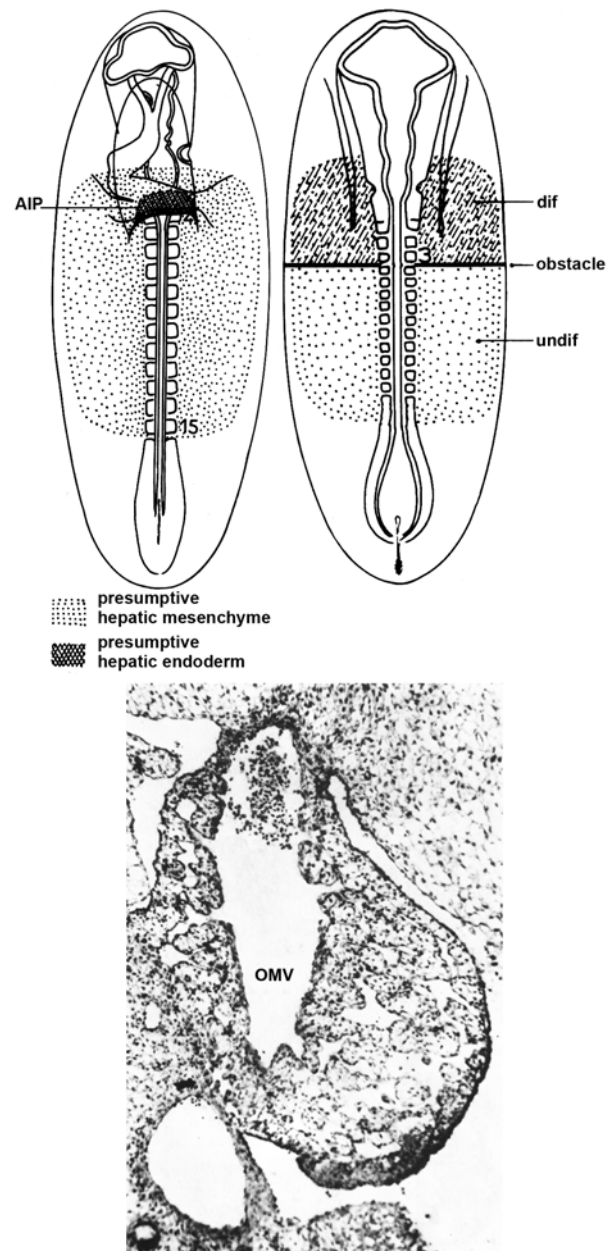 AIP
15
dif
3
obstacle
undif
presumptive
hepatic mesenchyme
presumptive
hepatic endoderm
OMV